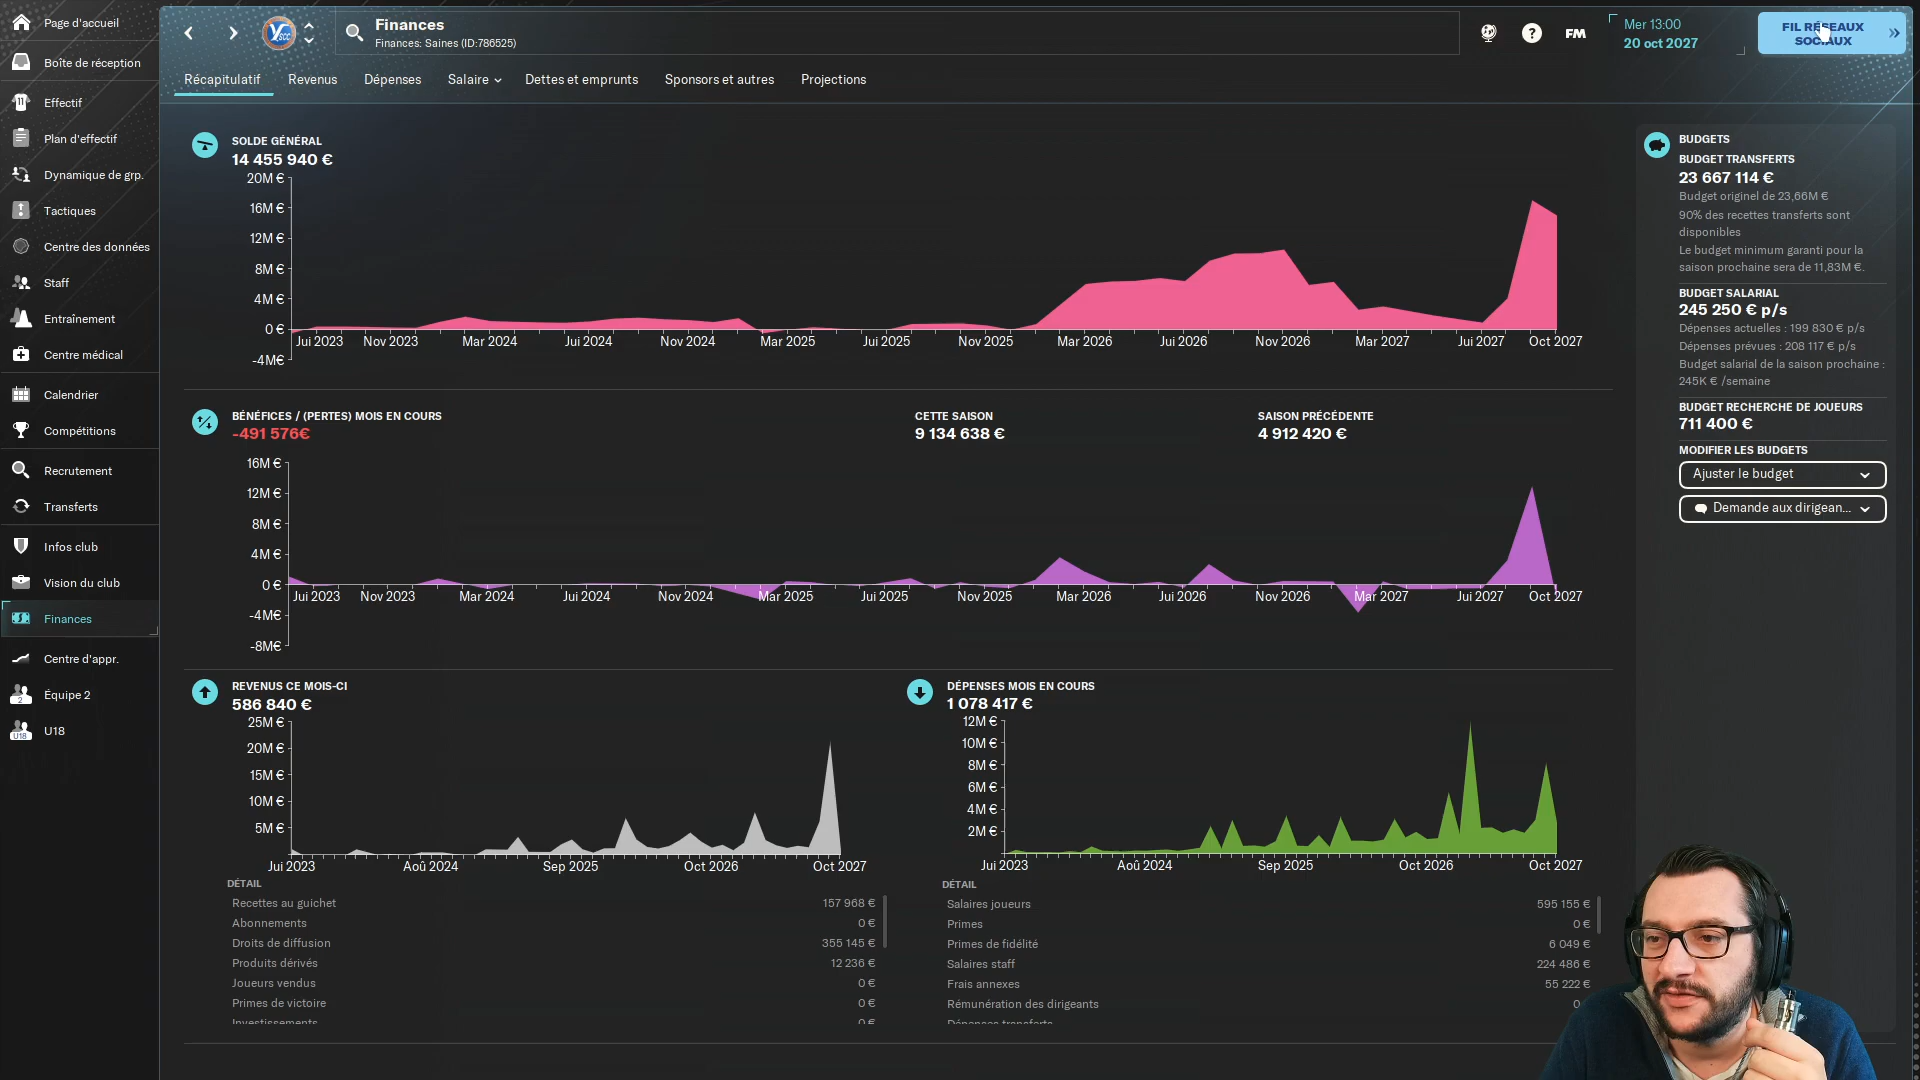 Page d'accueil
Boîte de réception
Effectif
Plan d'effectif
Dynamique de grp.
Tactiques
Centre des données
Staff
Entraînement
Centre médical
Calendrier
Compétitions
Recrutement
Transferts
Infos club
Vision du club
Finances
Centre d'appr.
Équipe 2
U18
Finances
Finances: Saines (ID:786525)
FM
Mer 13:00
20 oct 2027
FIL RÉSEAUX
SOCIAUX
Récapitulatif
Revenus
Dépenses
Salaire
Dettes et emprunts
Sponsors et autres
Projections
SOLDE GÉNÉRAL
14 455 940 €
20M €
16M €
12M €
8M €
4M €
0 €
-4M€
Jui 2023
Nov 2023
Mar 2024
Jui 2024
Nov 2024
Mar 2025
Jui 2025
Nov 2025
Mar 2026
Jui 2026
Nov 2026
Mar 2027
Jui 2027
Oct 2027
BÉNÉFICES / (PERTES) MOIS EN COURS
-491 576€
CETTE SAISON
9 134 638 €
SAISON PRÉCÉDENTE
4 912 420 €
16M €
12M €
8M €
4M €
0 €
-4M€
-8M€
Jui 2023
Nov 2023
Mar 2024
Jui 2024
Nov 2024
Mar 2025
Jui 2025
Nov 2025
Mar 2026
Jui 2026
Nov 2026
Mar 2027
Jui 2027
Oct 2027
REVENUS CE MOIS-CI
586 840 €
25M €
20M €
15M €
10M €
5M €
Jui 2023
Aoû 2024
Sep 2025
Oct 2026
Oct 2027
DÉTAIL
Recettes au guichet 157 968 €
Abonnements 0 €
Droits de diffusion 355 145 €
Produits dérivés 12 236 €
Joueurs vendus 0 €
Primes de victoire 0 €
Investissements 0 €
DÉPENSES MOIS EN COURS
1 078 417 €
12M €
10M €
8M €
6M €
4M €
2M €
Jui 2023
Aoû 2024
Sep 2025
Oct 2026
Oct 2027
DÉTAIL
Salaires joueurs 595 155 €
Primes 0 €
Primes de fidélité 6 049 €
Salaires staff 224 486 €
Frais annexes 55 222 €
Rémunération des dirigeants 0
Dépenses transferts
BUDGETS
BUDGET TRANSFERTS
23 667 114 €
Budget originel de 23,66M €
90% des recettes transferts sont
disponibles
Le budget minimum garanti pour la
saison prochaine sera de 11,83M €.
BUDGET SALARIAL
245 250 € p/s
Dépenses actuelles : 199 830 € p/s
Dépenses prévues : 208 117 € p/s
Budget salarial de la saison prochaine :
245K € /semaine
BUDGET RECHERCHE DE JOUEURS
711 400 €
MODIFIER LES BUDGETS
Ajuster le budget
Demande aux dirigean...